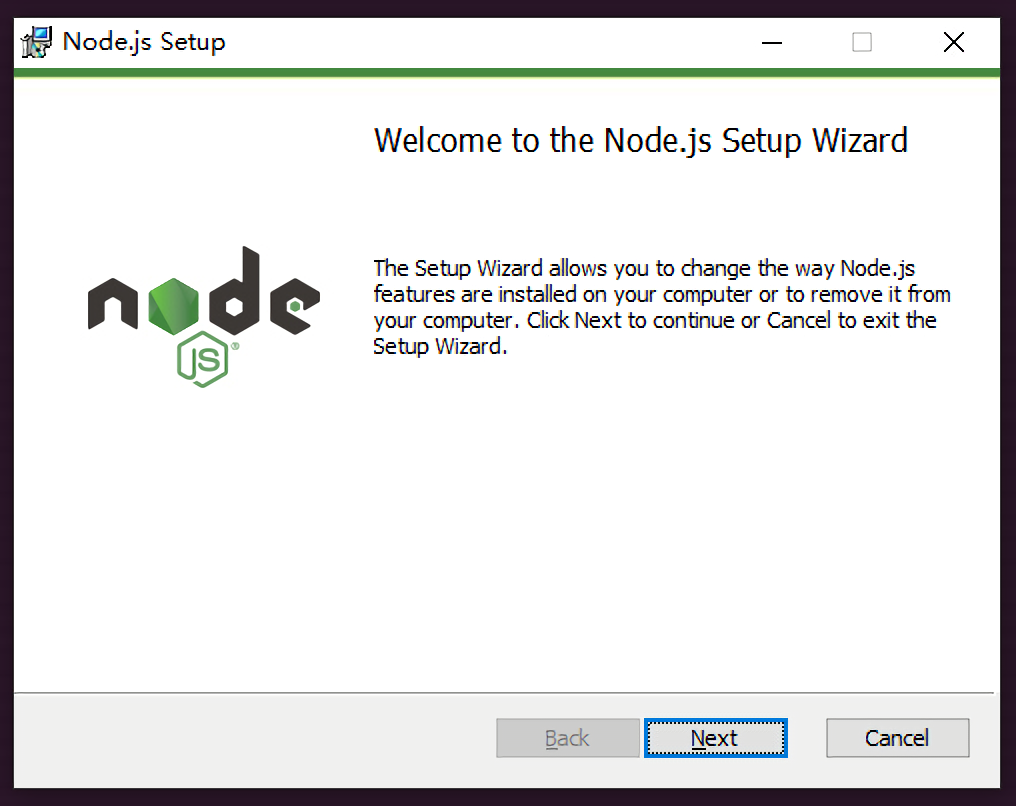 Node.js Setup
Welcome to the Node.js Setup Wizard
The Setup Wizard allows you to change the way Node.js
features are installed on your computer or to remove it from
your computer. Click Next to continue or Cancel to exit the
Setup Wizard.
node
JS®
Back
Next
Cancel